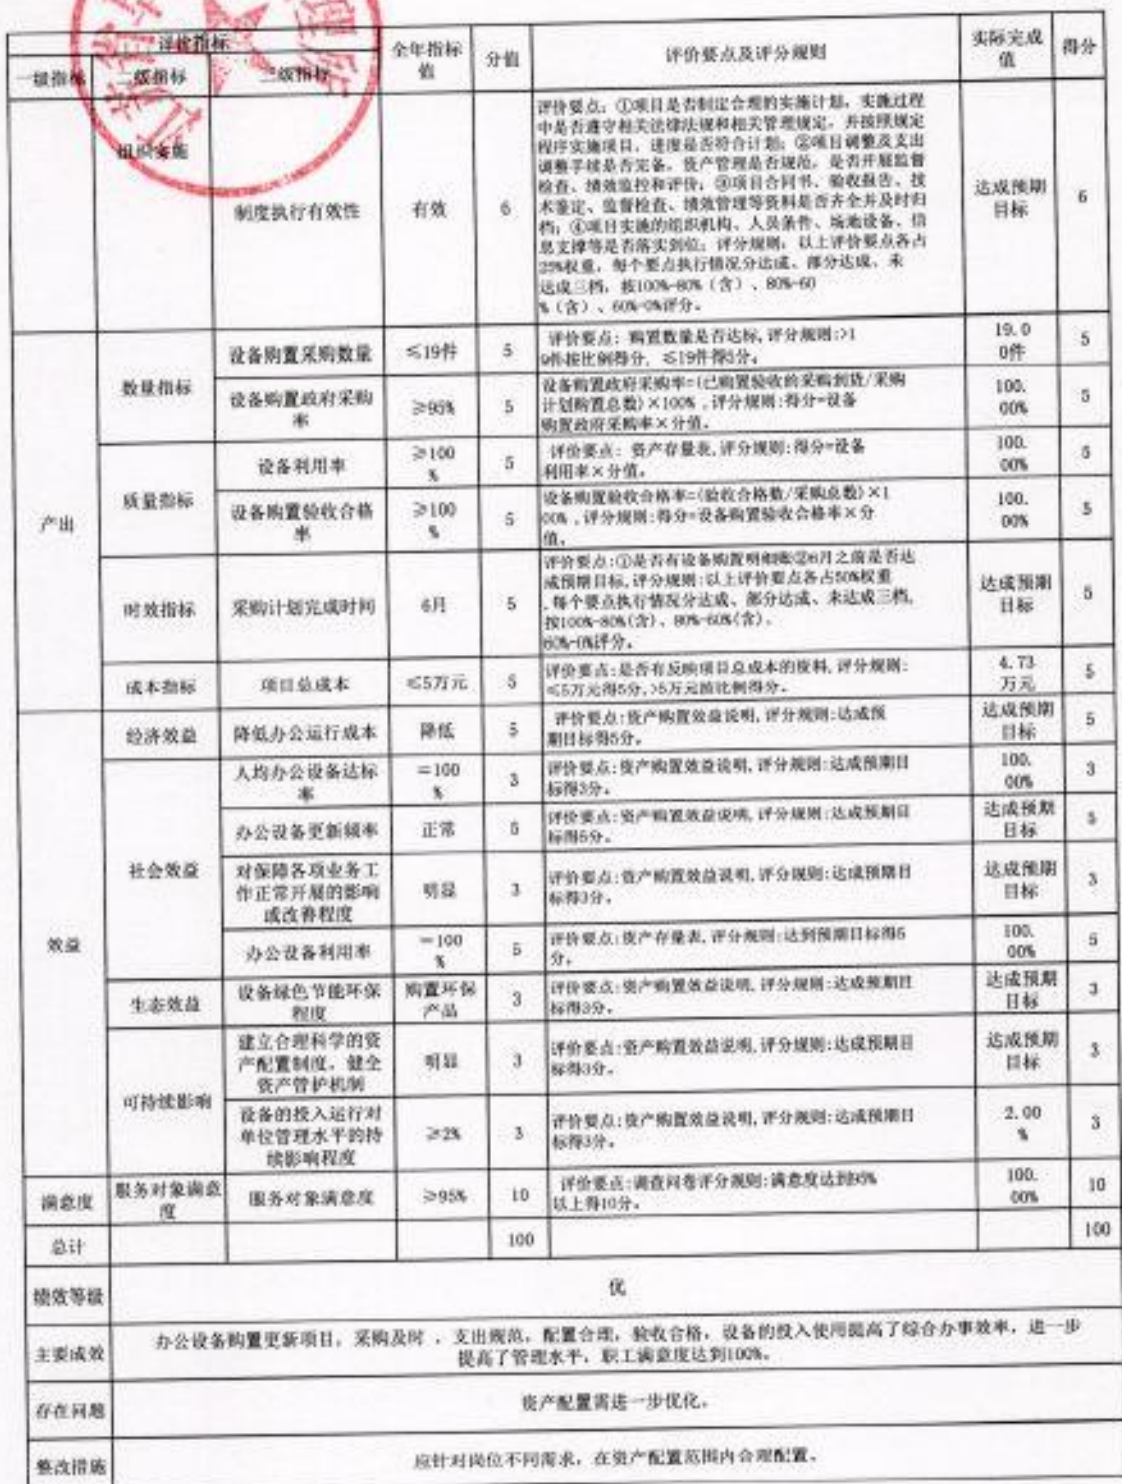 评价指标 全年指标 分值 评价要点及评分规则 实际完成 得分
值 值
一级指标 二级指标 三级指标
评价要点：①项目是否制定合理的实施计划，实施过程
中是否遵守相关法律法规和相关管理规定，并按照规定
组织实施 程序实施项目，进度是否符合计划；②项目调整及支出
调整手续是否完备，资产管理是否规范，是否开展监督
检查、绩效监控和评价；③项目合同书、验收报告、技
制度执行有效性 有效 6 术鉴定、监督检查、绩效管理等资料是否齐全并及时归 达成预期 6
档；④项目实施的组织机构、人员条件、场地设备、信 目标
息支撑等是否落实到位；评分规则：以上评价要点各占
25%权重，每个要点执行情况分达成、部分达成、未
达成三档，按100%-80%（含）、80%-60
%（含）、60%-0%评分。
产出
数量指标
设备购置采购数量 ≤19件 5 评价要点：购置数量是否达标,评分规则:>1 19.0 5
9件按比例得分，≤19件得5分。 0件
设备购置政府采购 ≥95% 5 设备购置政府采购率=(已购置验收的采购到货/采购 100. 5
率 计划购置总数)×100%，评分规则:得分=设备 00%
购置政府采购率×分值。
质量指标
设备利用率 ≥100 5 评价要点：资产存量表,评分规则:得分=设备 100. 5
% 利用率×分值。 00%
设备购置验收合格 ≥100 5 设备购置验收合格率=(验收合格数/采购总数)×1 100. 5
率 % 00%，评分规则:得分=设备购置验收合格率×分 00%
值。
时效指标 采购计划完成时间 6月 5 评价要点:①是否有设备购置明细账②6月之前是否达 达成预期 5
成预期目标,评分规则:以上评价要点各占50%权重 目标
,每个要点执行情况分达成、部分达成、未达成三档,
按100%-80%(含)、80%-60%(含)、
60%-0%评分。
成本指标 项目总成本 ≤5万元 5 评价要点:是否有反映项目总成本的资料,评分规则: 4.73 5
≤5万元得5分,>5万元按比例得分。 万元
效益
经济效益 降低办公运行成本 降低 5 评价要点:资产购置效益说明,评分规则:达成预 达成预期 5
期目标得5分。 目标
社会效益
人均办公设备达标 =100 3 评价要点:资产购置效益说明,评分规则:达成预期目 100. 3
率 % 标得3分。 00%
办公设备更新频率 正常 5 评价要点:资产购置效益说明,评分规则:达成预期目 达成预期 5
标得5分。 目标
对保障各项业务工 明显 3 评价要点:资产购置效益说明,评分规则:达成预期目 达成预期 3
作正常开展的影响 标得3分。 目标
或改善程度
办公设备利用率 =100 5 评价要点:资产存量表,评分规则:达到预期目标得5 100. 5
% 分。 00%
生态效益 设备绿色节能环保 购置环保 3 评价要点:资产购置效益说明,评分规则:达成预期目 达成预期 3
程度 产品 标得3分。 目标
可持续影响
建立合理科学的资 明显 3 评价要点:资产购置效益说明,评分规则:达成预期目 达成预期 3
产配置制度，健全 标得3分。 目标
资产管护机制
设备的投入运行对 ≥2% 3 评价要点:资产购置效益说明,评分规则:达成预期目 2.00 3
单位管理水平的持 标得3分。 %
续影响程度
满意度 服务对象满意 服务对象满意度 ≥95% 10 评价要点:调查问卷评分规则:满意度达到95% 100. 10
度 以上得10分。 00%
总计 100 100
绩效等级 优
主要成效 办公设备购置更新项目，采购及时，支出规范，配置合理，验收合格，设备的投入使用提高了综合办事效率，进一步
提高了管理水平，职工满意度达到100%。
存在问题 资产配置需进一步优化。
整改措施 应针对岗位不同需求，在资产配置范围内合理配置。